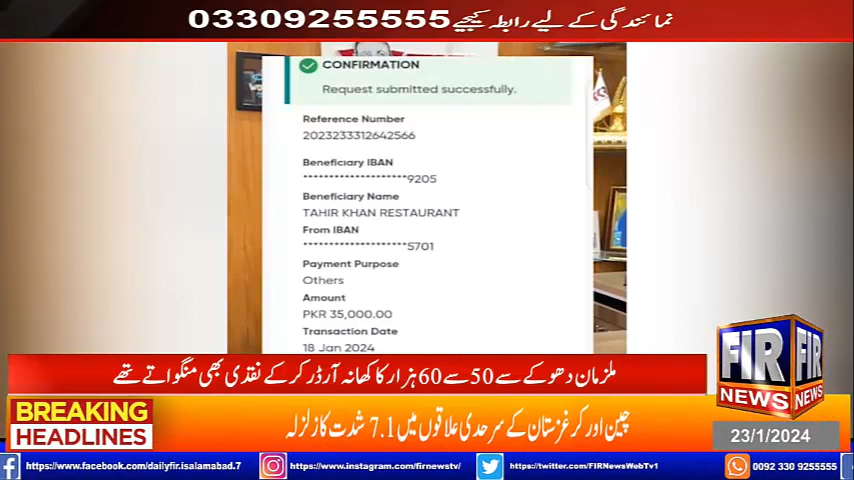 نمائندگی کے لیے رابطہ کیجیے 03309255555
CONFIRMATION
Request submitted successfully.
Reference Number
2023233312642566
Beneficiary IBAN
********************9205
Beneficiary Name
TAHIR KHAN RESTAURANT
From IBAN
********************5701
Payment Purpose
Others
Amount
PKR 35,000.00
Transaction Date
18 Jan 2024
ملزمان دھوکے سے 50 سے 60 ہزار کا کھانہ آرڈر کر کے نقدی بھی منگواتے تھے
FIR
NEWS
FIR
NEWS
BREAKING
HEADLINES
چین اور کرغزستان کے سرحدی علاقوں میں 7.1 شدت کا زلزلہ
23/1/2024
https://www.facebook.com/dailyfir.islamabad.7
https://www.instagram.com/firnewstv/
https://twitter.com/FIRNewsWebTv1
0092 330 9255555